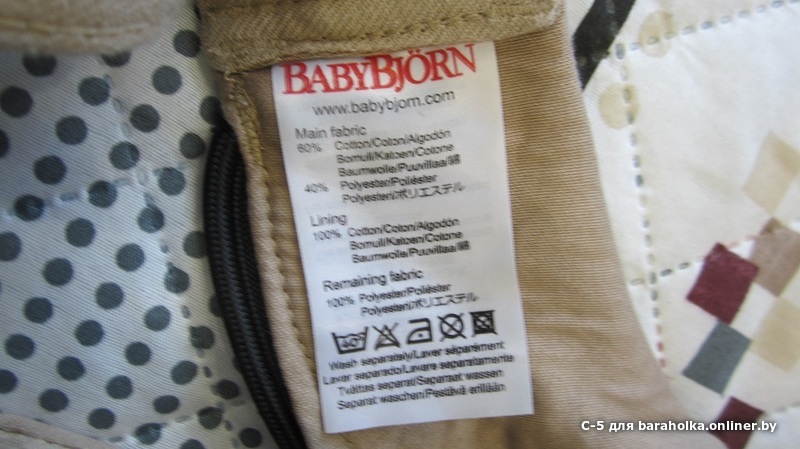 BABYBJÖRN
www.babybjorn.com
Main fabric
60% Cotton/Coton/Algodón
Bomull/Katoen/Cotone
Baumwolle/Puuvillaa/綿
40% Polyester/Poliéster
Polyesteri/ポリエステル
Lining
100% Cotton/Coton/Algodón
Bomull/Katoen/Cotone
Baumwolle/Puuvillaa/綿
Remaining fabric
100% Polyester/Poliéster
Polyesteri/ポリエステル
40°
Wash separately/Laver séparément
Lavar separado/Lavare separatamente
Tvättas separat/Separaat wassen
Separat waschen/Pestävä erillään
C-5 для baraholka.onliner.by